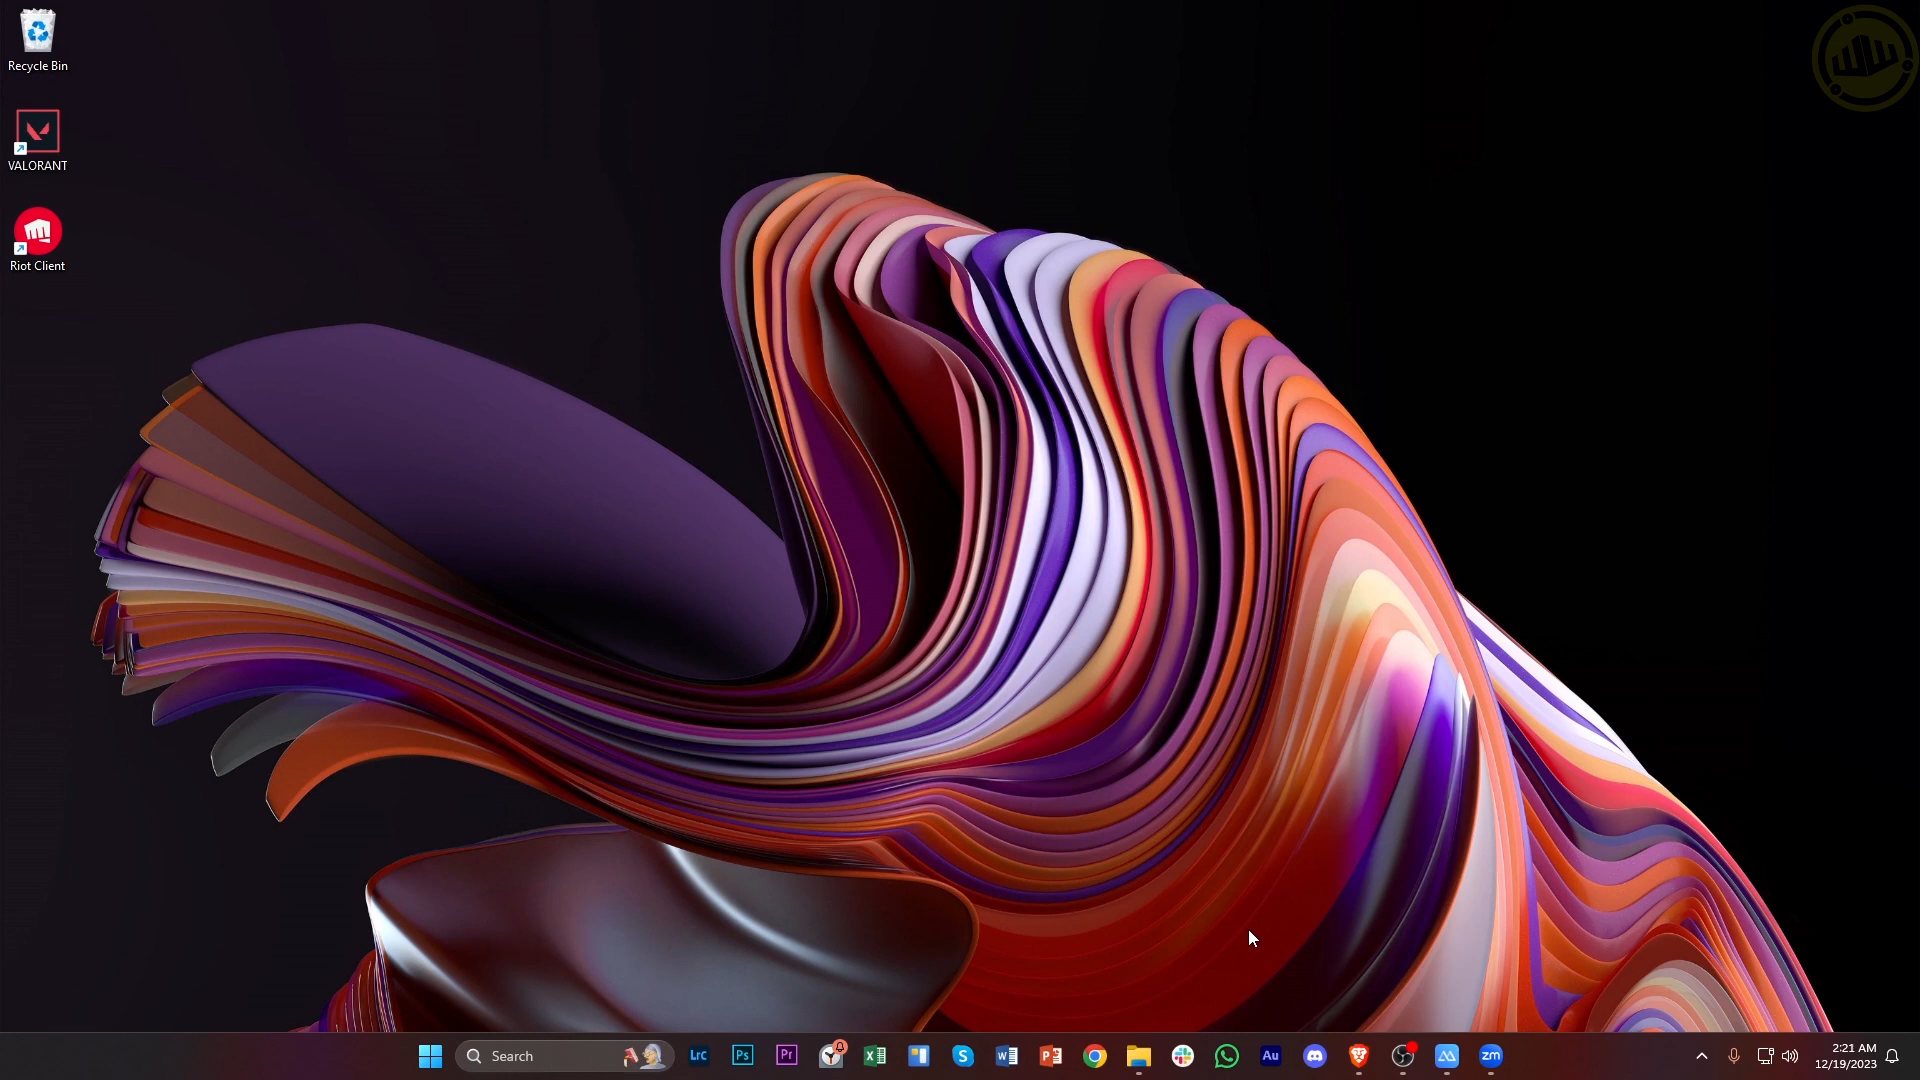 Recycle Bin
VALORANT
Riot Client
Search
LrC
Ps
Pr
Au
zm
2:21 AM
12/19/2023